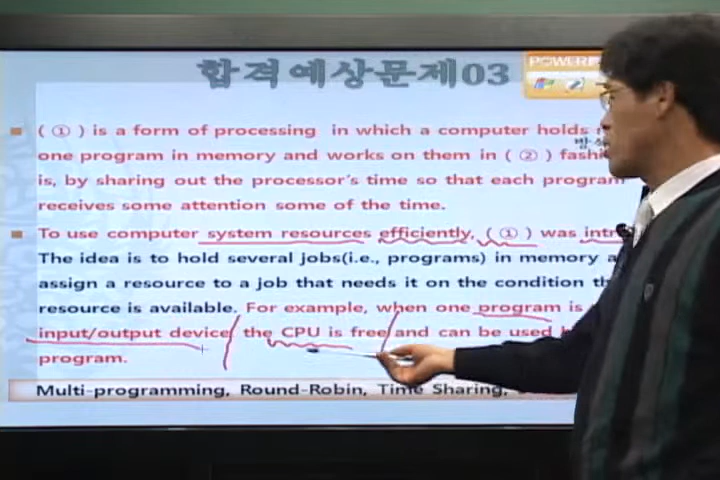 합격예상문제03
POWERP
( ① ) is a form of processing in which a computer holds
방식
one program in memory and works on them in ( ② )
is, by sharing out the processor's time so that each program
receives some attention some of the time.
To use computer system resources efficiently, ( ① ) was
The idea is to hold several jobs(i.e., programs) in memory
assign a resource to a job that needs it on the condition
resource is available. For example, when one program is
input/output device the CPU is free and can be used
program.
Multi-programming, Round-Robin, Time Sharing,